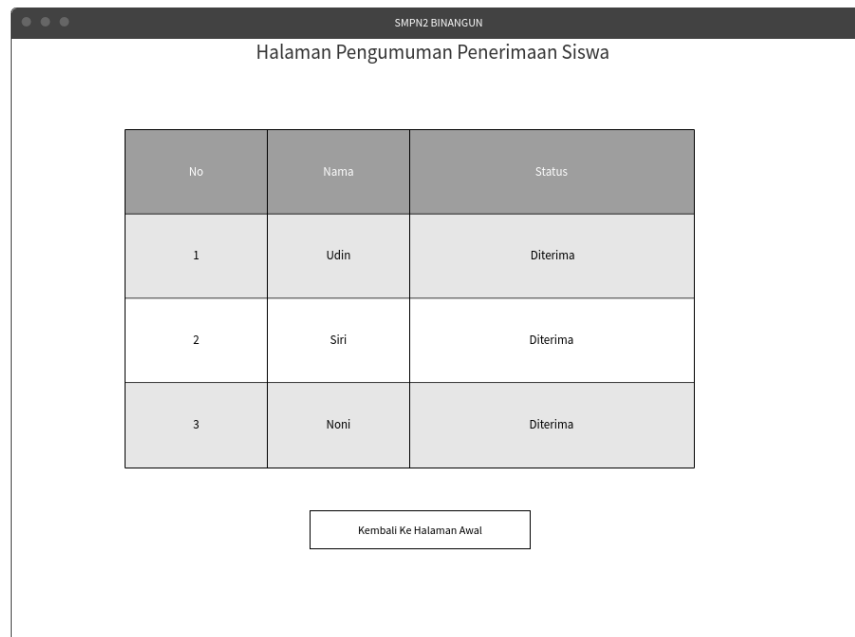 SMPN2 BINANGUN
Halaman Pengumuman Penerimaan Siswa
No Nama Status
1 Udin Diterima
2 Siri Diterima
3 Noni Diterima
Kembali Ke Halaman Awal